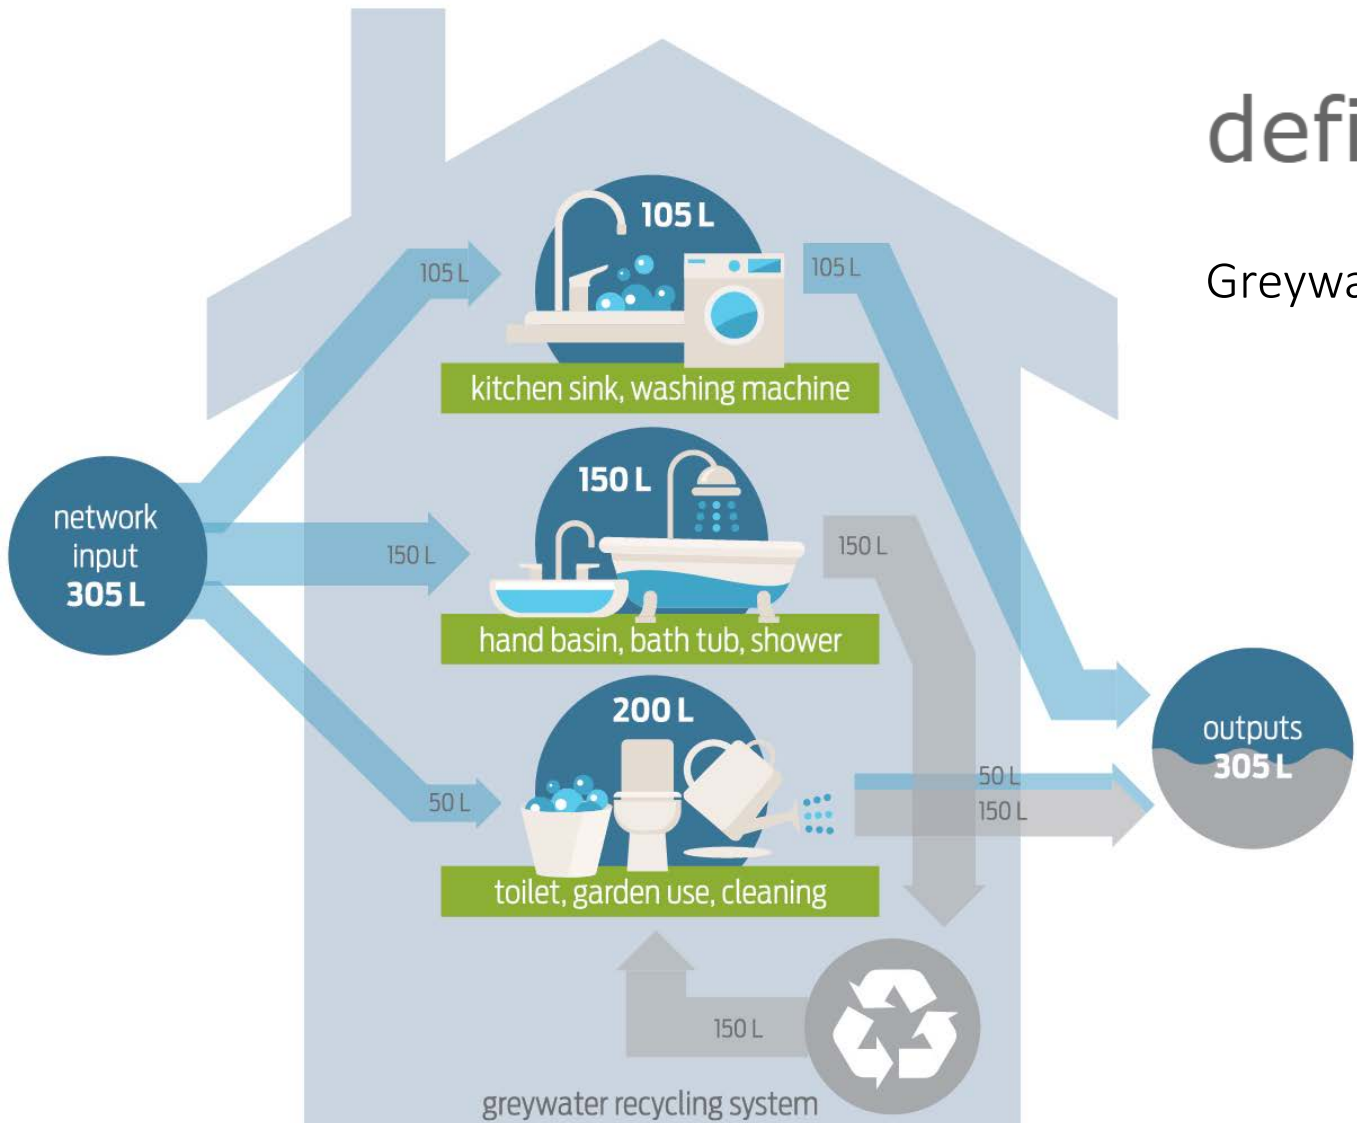 defi
Greywa
105 L
105 L
105 L
kitchen sink, washing machine
network
input
305 L
150 L
150 L
150 L
hand basin, bath tub, shower
200 L
50 L
toilet, garden use, cleaning
50 L
150 L
outputs
305 L
150 L
greywater recycling system